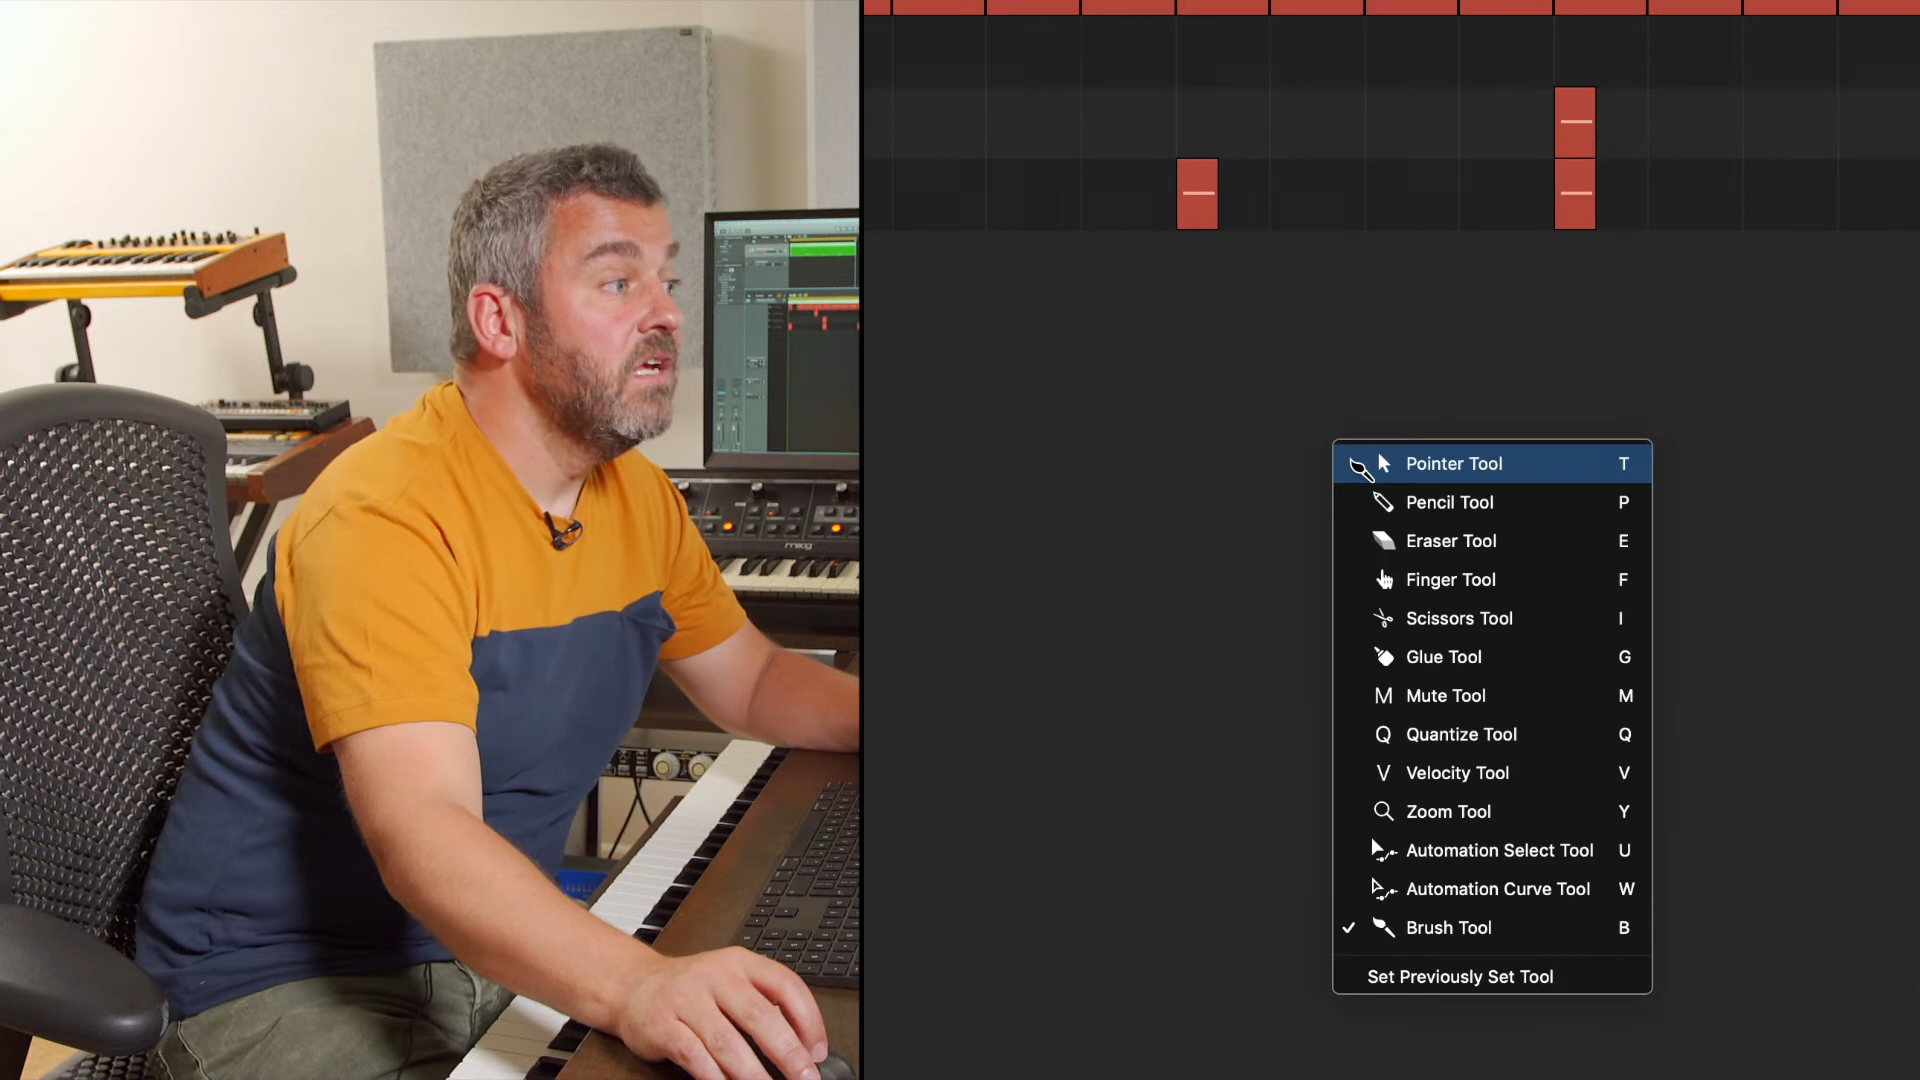 moog
Pointer Tool T
Pencil Tool P
Eraser Tool E
Finger Tool F
Scissors Tool I
Glue Tool G
M Mute Tool M
Q Quantize Tool Q
V Velocity Tool V
Zoom Tool Y
Automation Select Tool U
Automation Curve Tool W
Brush Tool B
Set Previously Set Tool